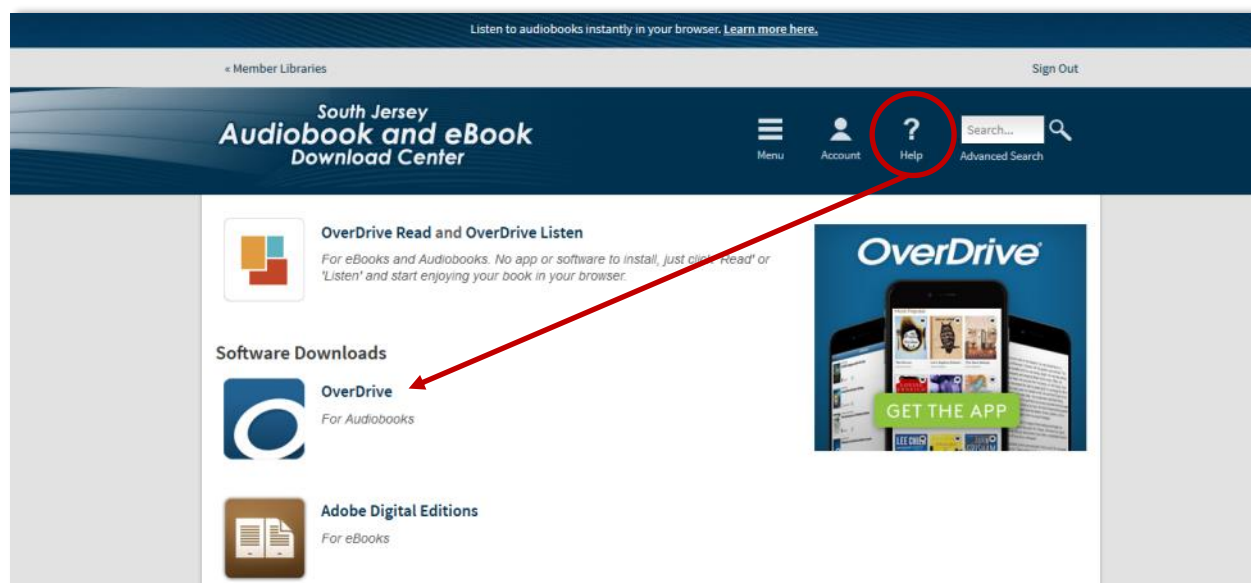 Listen to audiobooks instantly in your browser. Learn more here.
« Member Libraries
Sign Out
South Jersey
Audiobook and eBook
Download Center
Menu
Account
?
Help
Search...
Advanced Search
OverDrive Read and OverDrive Listen
For eBooks and Audiobooks. No app or software to install, just click 'Read' or
'Listen' and start enjoying your book in your browser.
OverDrive
GET THE APP
Software Downloads
OverDrive
For Audiobooks
Adobe Digital Editions
For eBooks